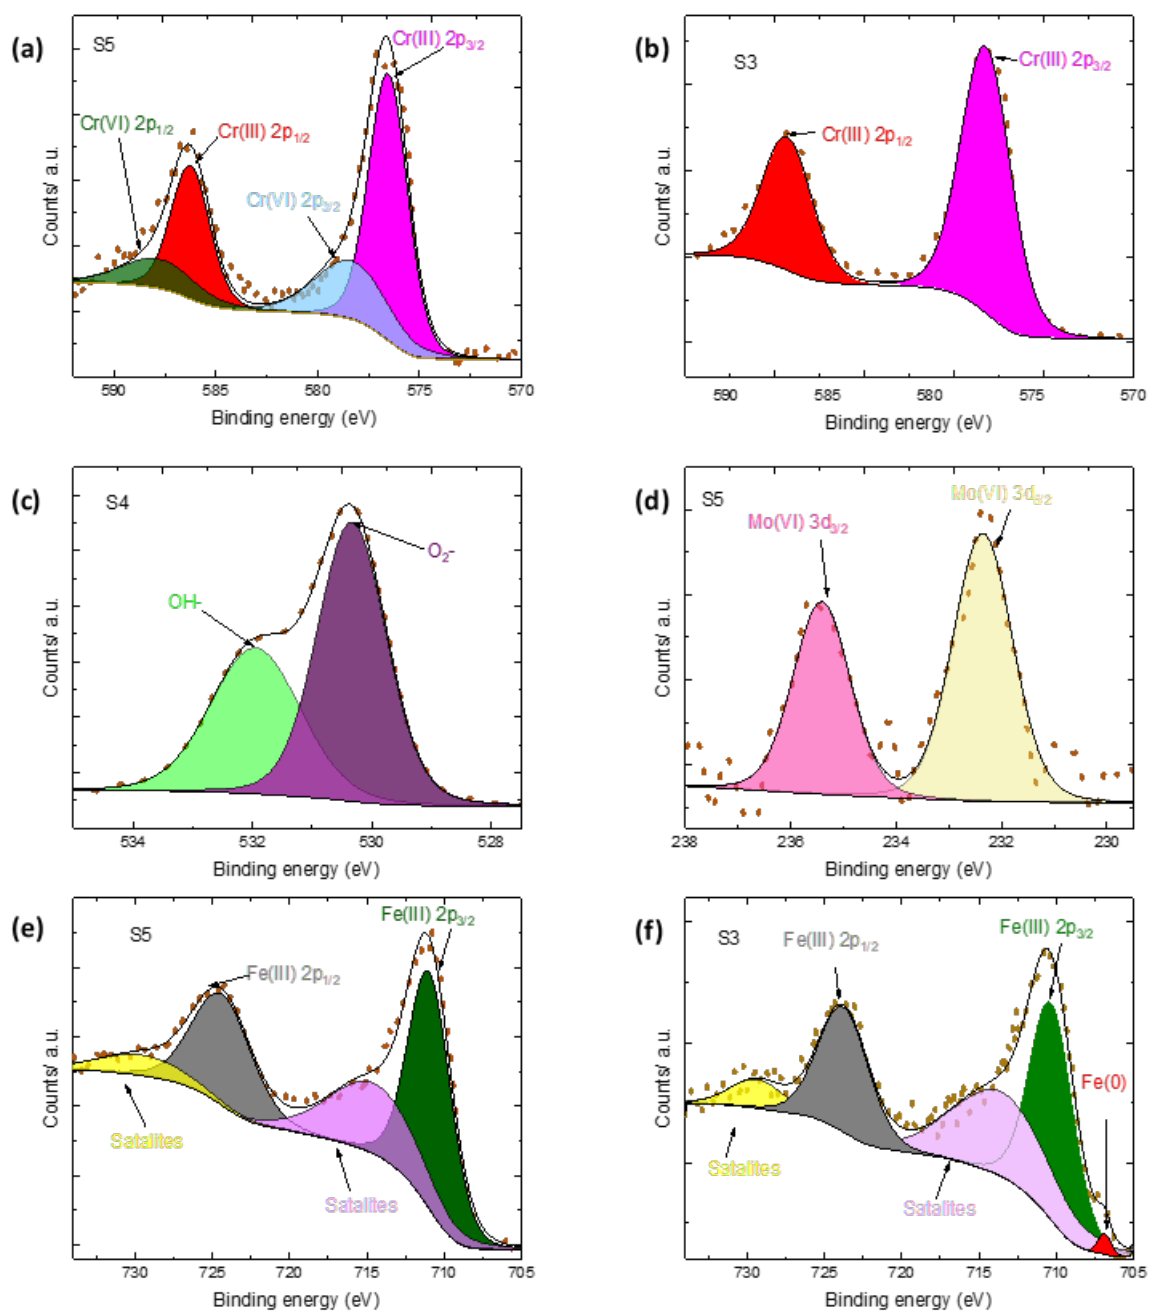 (a)
S5
Cr(III) 2p3/2
Cr(VI) 2p1/2
Cr(III) 2p1/2
Cr(VI) 2p3/2
Counts/ a.u.
590
585
580
575
570
Binding energy (eV)
(b)
S3
Cr(III) 2p3/2
Cr(III) 2p1/2
Counts/ a.u.
590
585
580
575
570
Binding energy (eV)
(c)
S4
O2-
OH-
Counts/ a.u.
534
532
530
528
Binding energy (eV)
(d)
S5
Mo(VI) 3d5/2
Mo(VI) 3d3/2
Counts/ a.u.
238
236
234
232
230
Binding energy (eV)
(e)
S5
Fe(III) 2p3/2
Fe(III) 2p1/2
Satalites
Satalites
Counts/ a.u.
730
725
720
715
710
705
Binding energy (eV)
(f)
S3
Fe(III) 2p3/2
Fe(III) 2p1/2
Fe(0)
Satalites
Satalites
Counts/ a.u.
730
725
720
715
710
705
Binding energy (eV)